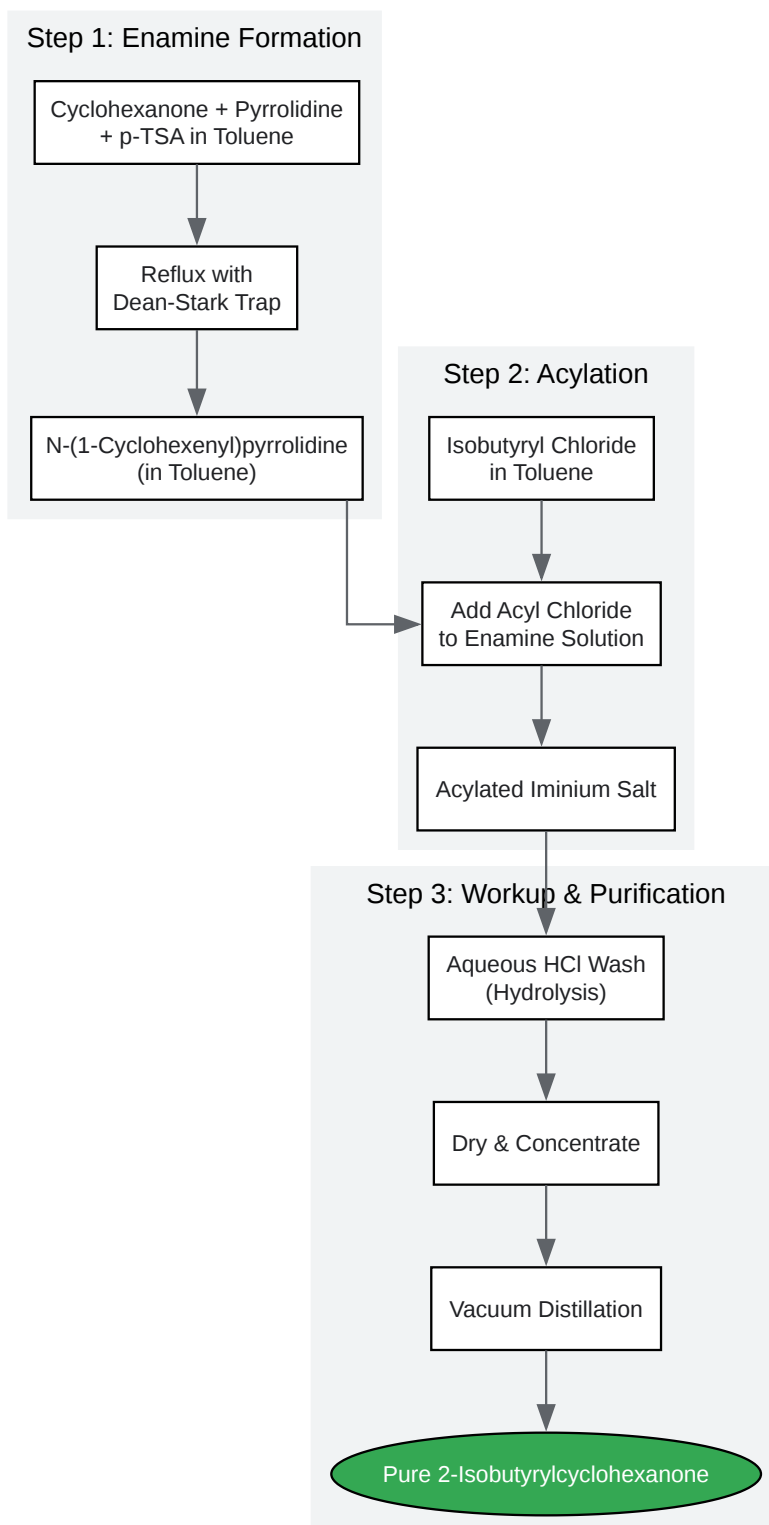 Step 1: Enamine Formation
Cyclohexanone + Pyrrolidine
+ p-TSA in Toluene
Reflux with
Dean-Stark Trap
N-(1-Cyclohexenyl)pyrrolidine
(in Toluene)
Step 2: Acylation
Isobutyryl Chloride
in Toluene
Add Acyl Chloride
to Enamine Solution
Acylated Iminium Salt
Step 3: Workup & Purification
Aqueous HCl Wash
(Hydrolysis)
Dry & Concentrate
Vacuum Distillation
Pure 2-Isobutyrylcyclohexanone